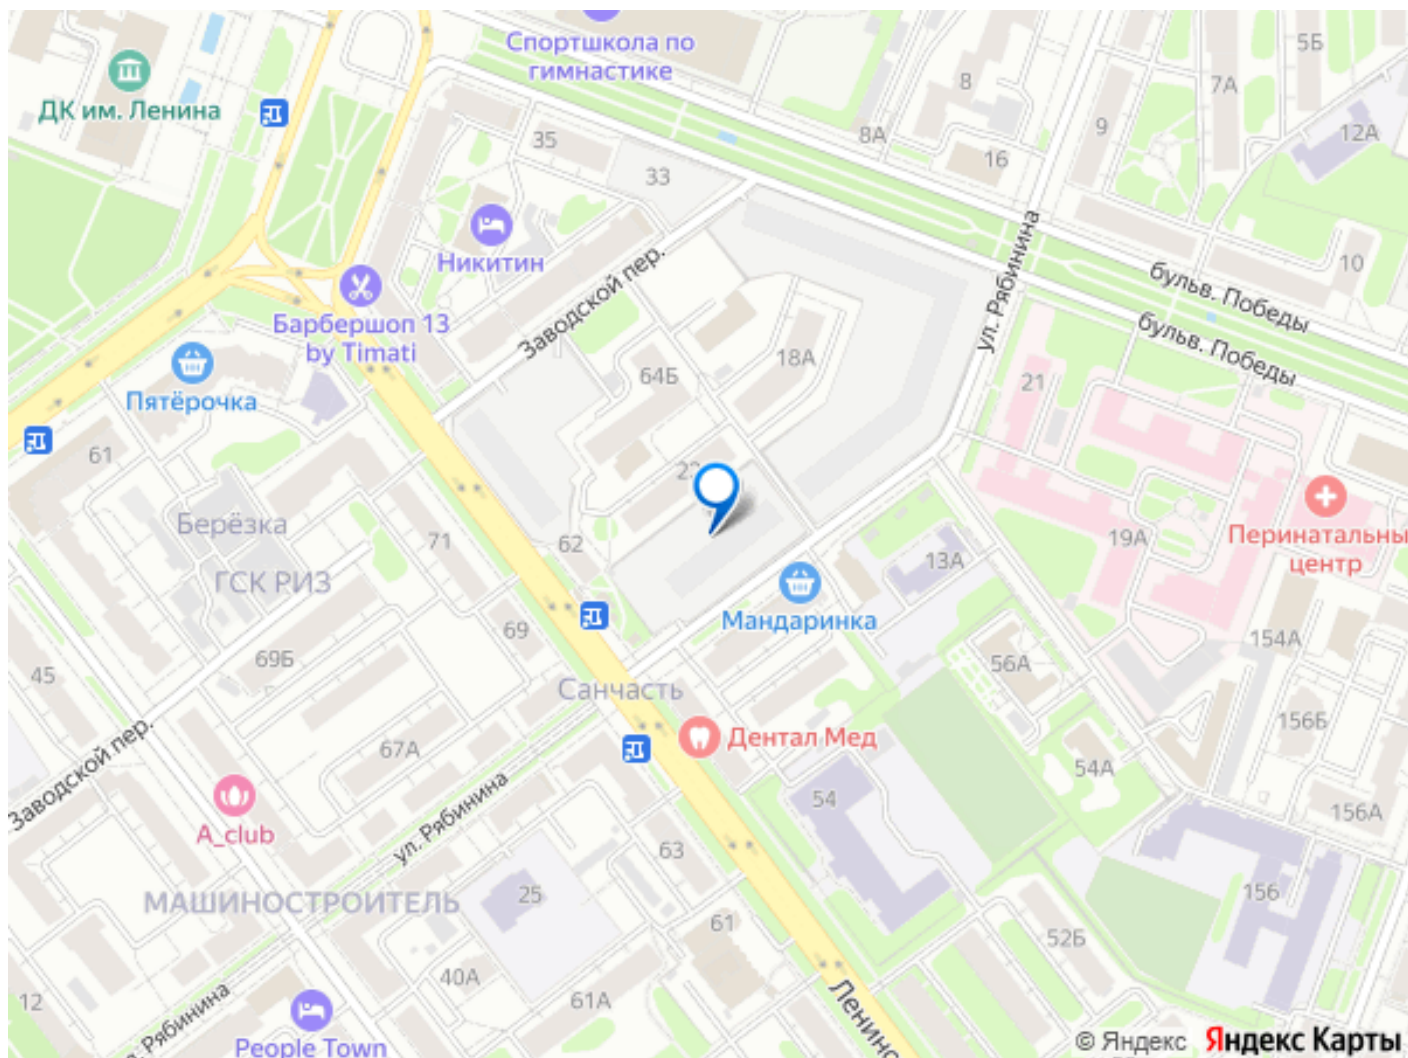 Спортшкола по
гимнастике
5Б
7А
8
ДК им. Ленина
9
12А
8А
35
16
33
Никитин
Заводской пер.
ул. Рябинина
бульв. Победы
10
бульв. Победы
Барбершоп 13
by Timati
18А
64Б
21
Пятёрочка
61
22
Перинатальны
центр
Берёзка
71
62
19А
13А
ГСК РИЗ
Мандаринка
69
154А
69Б
56А
45
Санчасть
156Б
67А
Дентал Мед
54А
Заводской пер.
ул. Рябинина
54
156А
A_club
63
МАШИНОСТРОИТЕЛЬ
25
156
61
52Б
40А
61А
12
Рябинина
Ленинс
People Town
© Яндекс Яндекс Карты